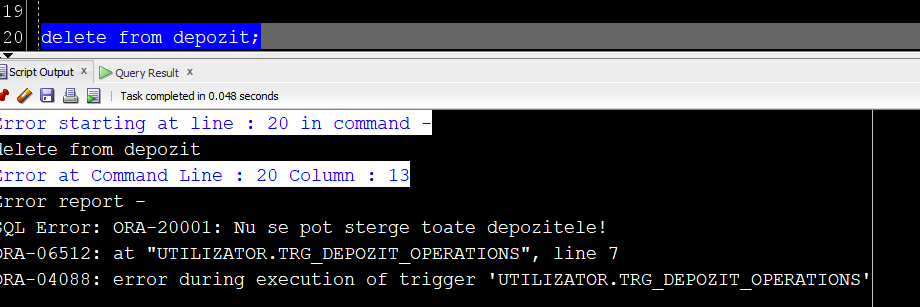 19
20 delete from depozit;
Script Output x Query Result x
Task completed in 0.048 seconds
Error starting at line : 20 in command -
delete from depozit
Error at Command Line : 20 Column : 13
Error report -
SQL Error: ORA-20001: Nu se pot sterge toate depozitele!
ORA-06512: at "UTILIZATOR.TRG_DEPOZIT_OPERATIONS", line 7
ORA-04088: error during execution of trigger 'UTILIZATOR.TRG_DEPOZIT_OPERATIONS'